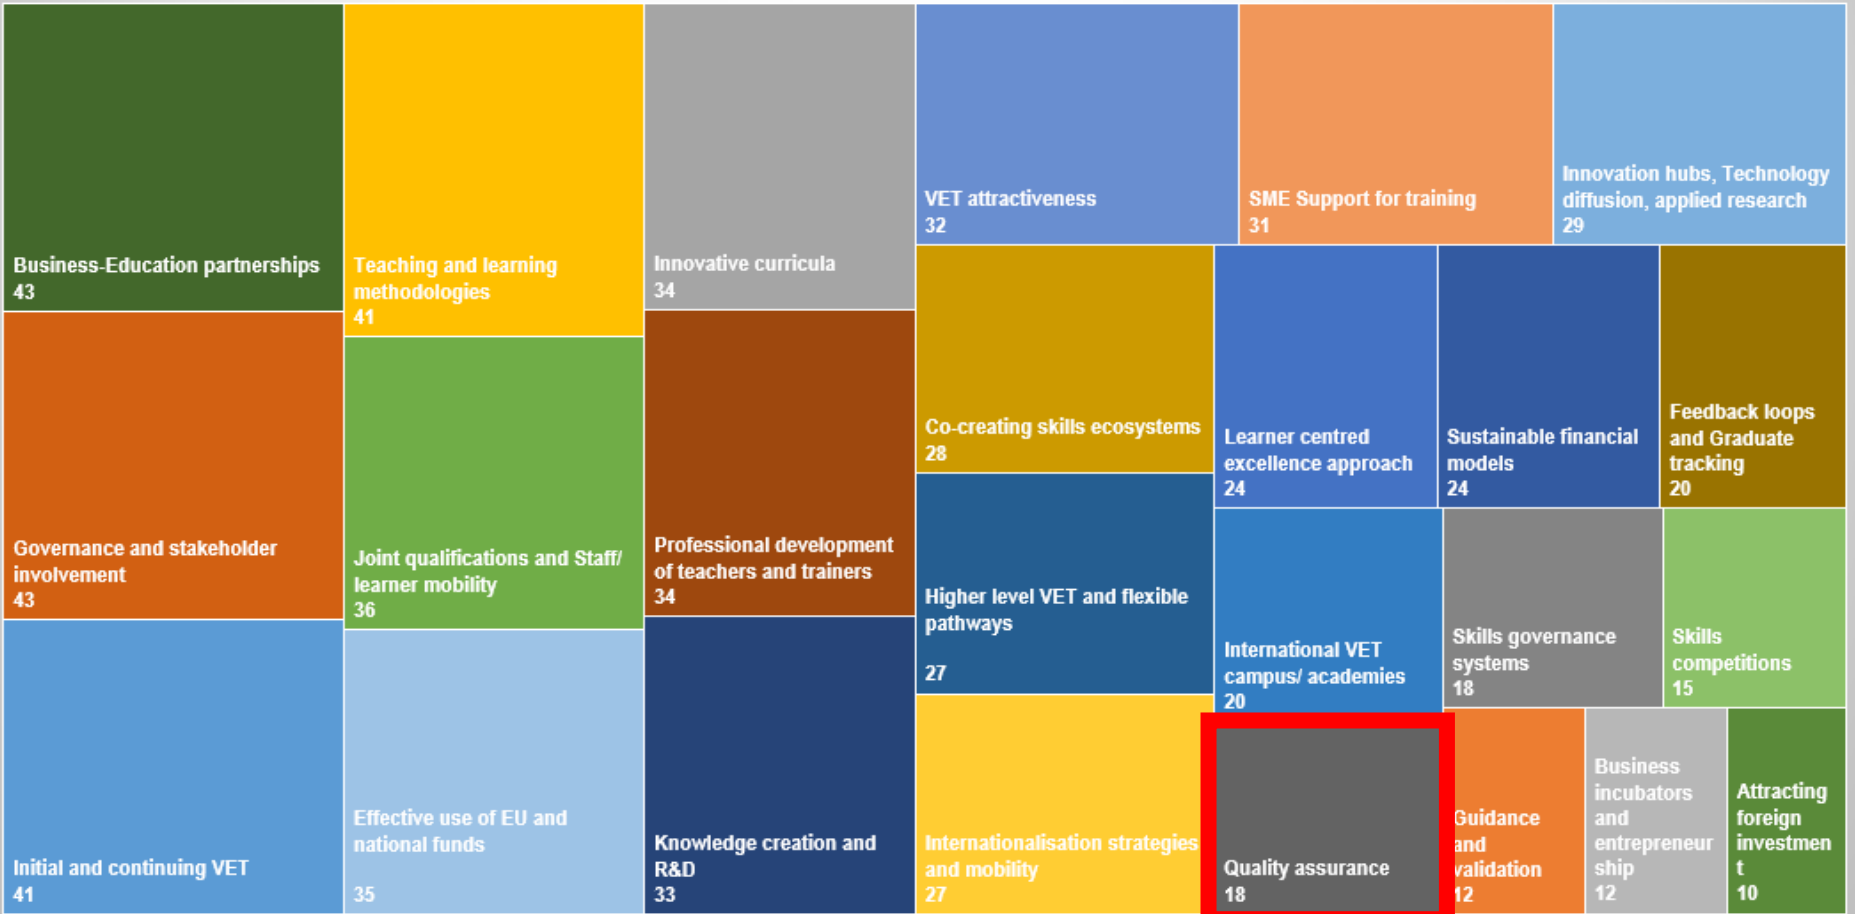 Business-Education partnerships
43
Governance and stakeholder
involvement
43
Initial and continuing VET
41
Teaching and learning
methodologies
41
Joint qualifications and Staff/
learner mobility
36
Effective use of EU and
national funds
35
Innovative curricula
34
Professional development
of teachers and trainers
34
Knowledge creation and
R&D
33
VET attractiveness
32
SME Support for training
31
Innovation hubs, Technology
diffusion, applied research
29
Co-creating skills ecosystems
28
Higher level VET and flexible
pathways
27
Internationalisation strategies
and mobility
27
Learner centred
excellence approach
24
Sustainable financial
models
24
Feedback loops
and Graduate
tracking
20
International VET
campus/ academies
20
Skills governance
systems
18
Skills
competitions
15
Quality assurance
18
Guidance
and
validation
12
Business
incubators
and
entrepreneur
ship
12
Attracting
foreign
investmen
t
10